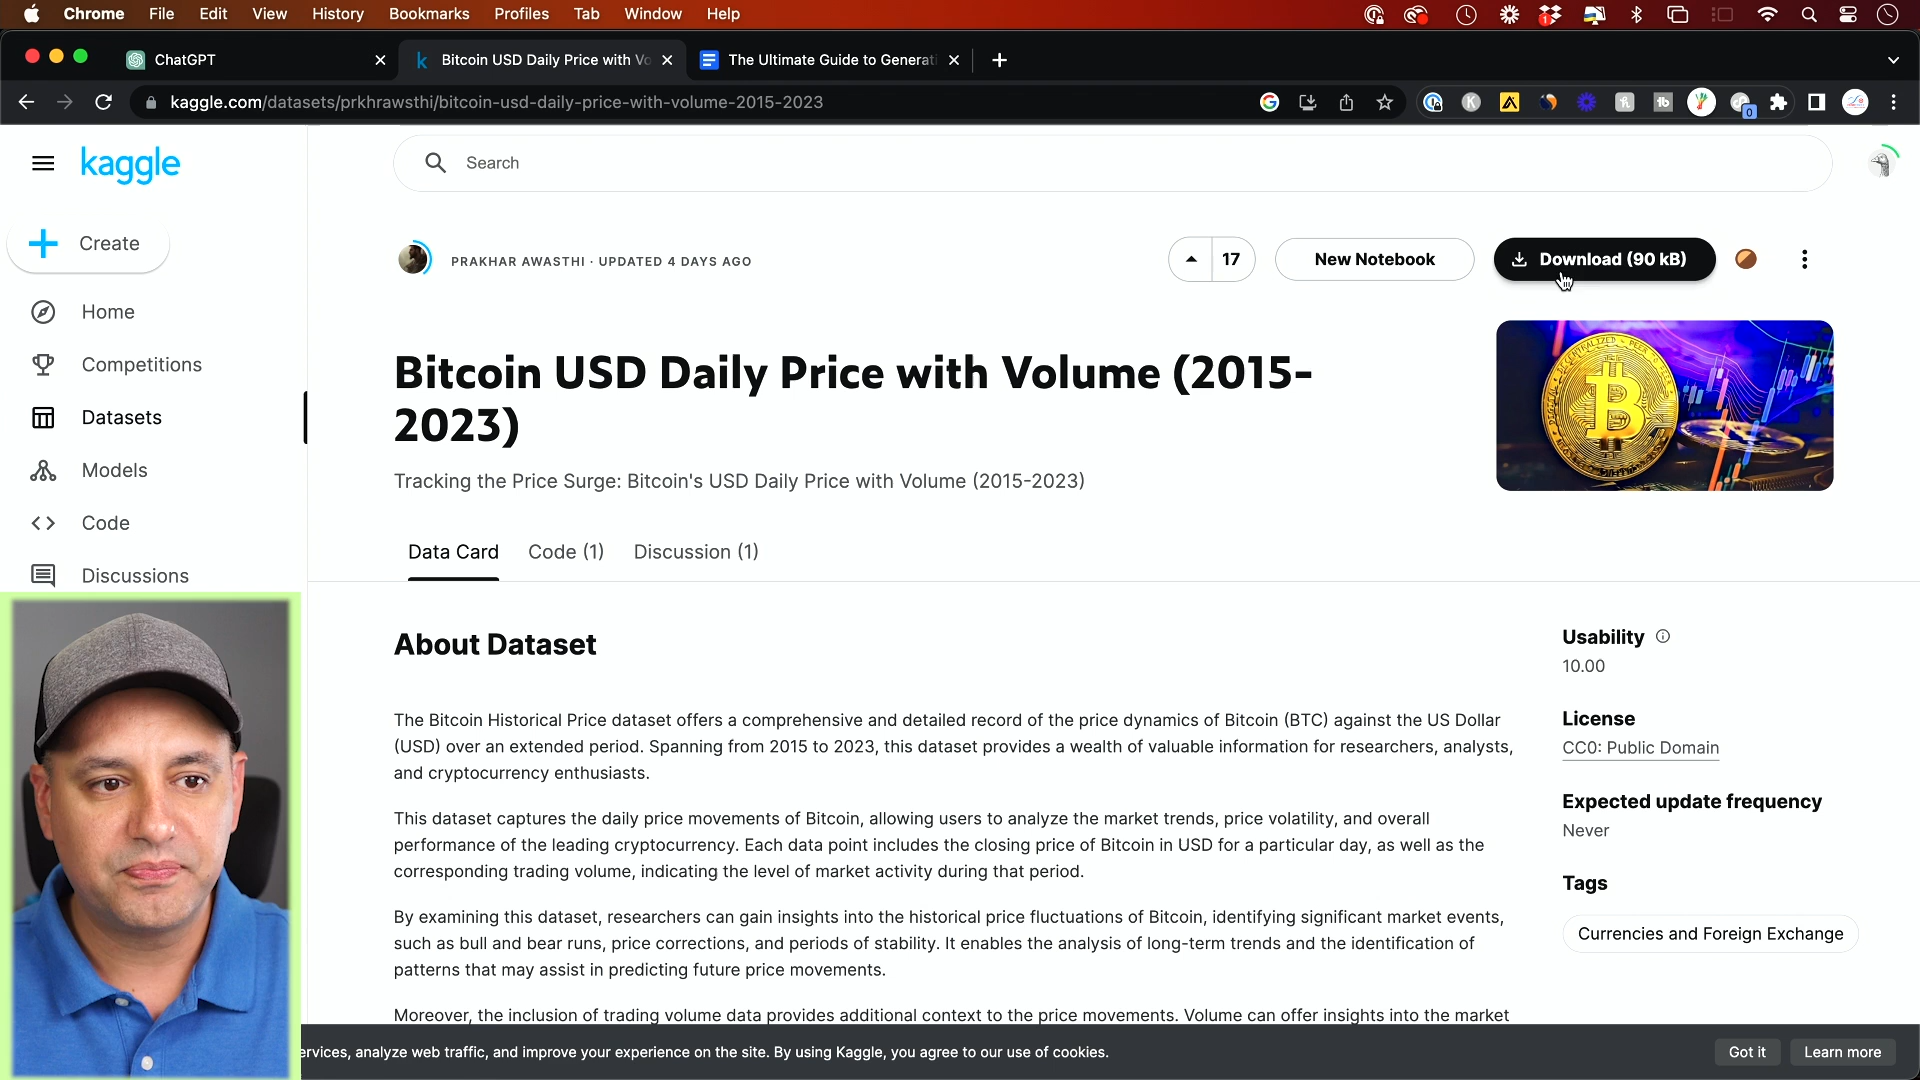 Chrome File Edit View History Bookmarks Profiles Tab Window Help
1
ChatGPT
Bitcoin USD Daily Price with Vo
The Ultimate Guide to Generati
kaggle.com/datasets/prkhrawsthi/bitcoin-usd-daily-price-with-volume-2015-2023
0
kaggle
Search
Create
PRAKHAR AWASTHI · UPDATED 4 DAYS AGO
17
New Notebook
Download (90 kB)
Home
Competitions
Datasets
Models
Code
Discussions
Bitcoin USD Daily Price with Volume (2015-
2023)
Tracking the Price Surge: Bitcoin's USD Daily Price with Volume (2015-2023)
Data Card Code (1) Discussion (1)
About Dataset
The Bitcoin Historical Price dataset offers a comprehensive and detailed record of the price dynamics of Bitcoin (BTC) against the US Dollar
(USD) over an extended period. Spanning from 2015 to 2023, this dataset provides a wealth of valuable information for researchers, analysts,
and cryptocurrency enthusiasts.
This dataset captures the daily price movements of Bitcoin, allowing users to analyze the market trends, price volatility, and overall
performance of the leading cryptocurrency. Each data point includes the closing price of Bitcoin in USD for a particular day, as well as the
corresponding trading volume, indicating the level of market activity during that period.
By examining this dataset, researchers can gain insights into the historical price fluctuations of Bitcoin, identifying significant market events,
such as bull and bear runs, price corrections, and periods of stability. It enables the analysis of long-term trends and the identification of
patterns that may assist in predicting future price movements.
Moreover, the inclusion of trading volume data provides additional context to the price movements. Volume can offer insights into the market
Usability
10.00
License
CC0: Public Domain
Expected update frequency
Never
Tags
Currencies and Foreign Exchange
ervices, analyze web traffic, and improve your experience on the site. By using Kaggle, you agree to our use of cookies.
Got it
Learn more